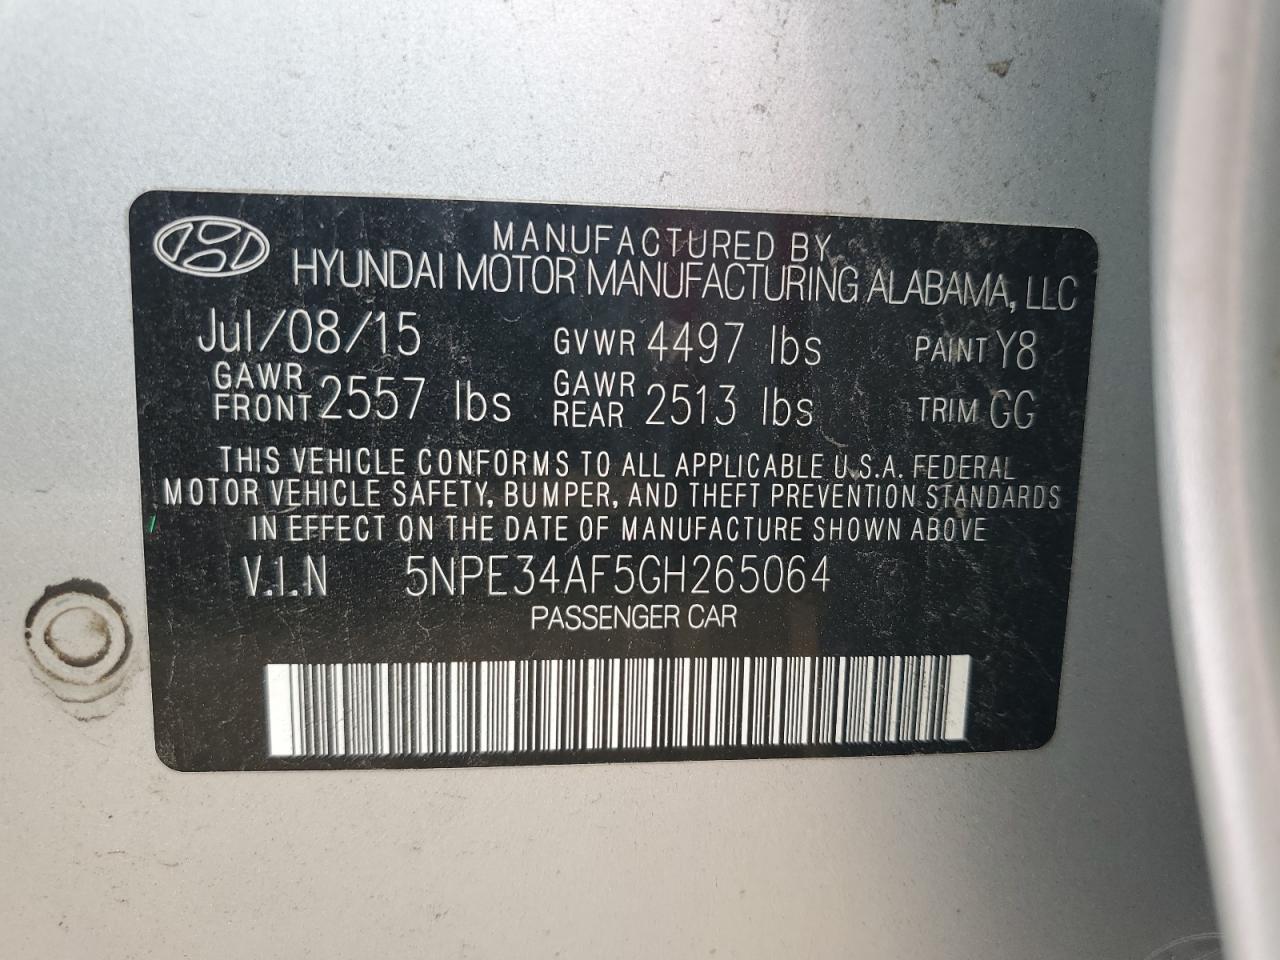 MANUFACTURED BY
HYUNDAI MOTOR MANUFACTURING ALABAMA, LLC
Jul/08/15 GVWR 4497 lbs PAINT Y8
GAWR FRONT 2557 lbs GAWR REAR 2513 lbs TRIM GG
THIS VEHICLE CONFORMS TO ALL APPLICABLE U.S.A. FEDERAL
MOTOR VEHICLE SAFETY, BUMPER, AND THEFT PREVENTION STANDARDS
IN EFFECT ON THE DATE OF MANUFACTURE SHOWN ABOVE
V.I.N 5NPE34AF5GH265064
PASSENGER CAR